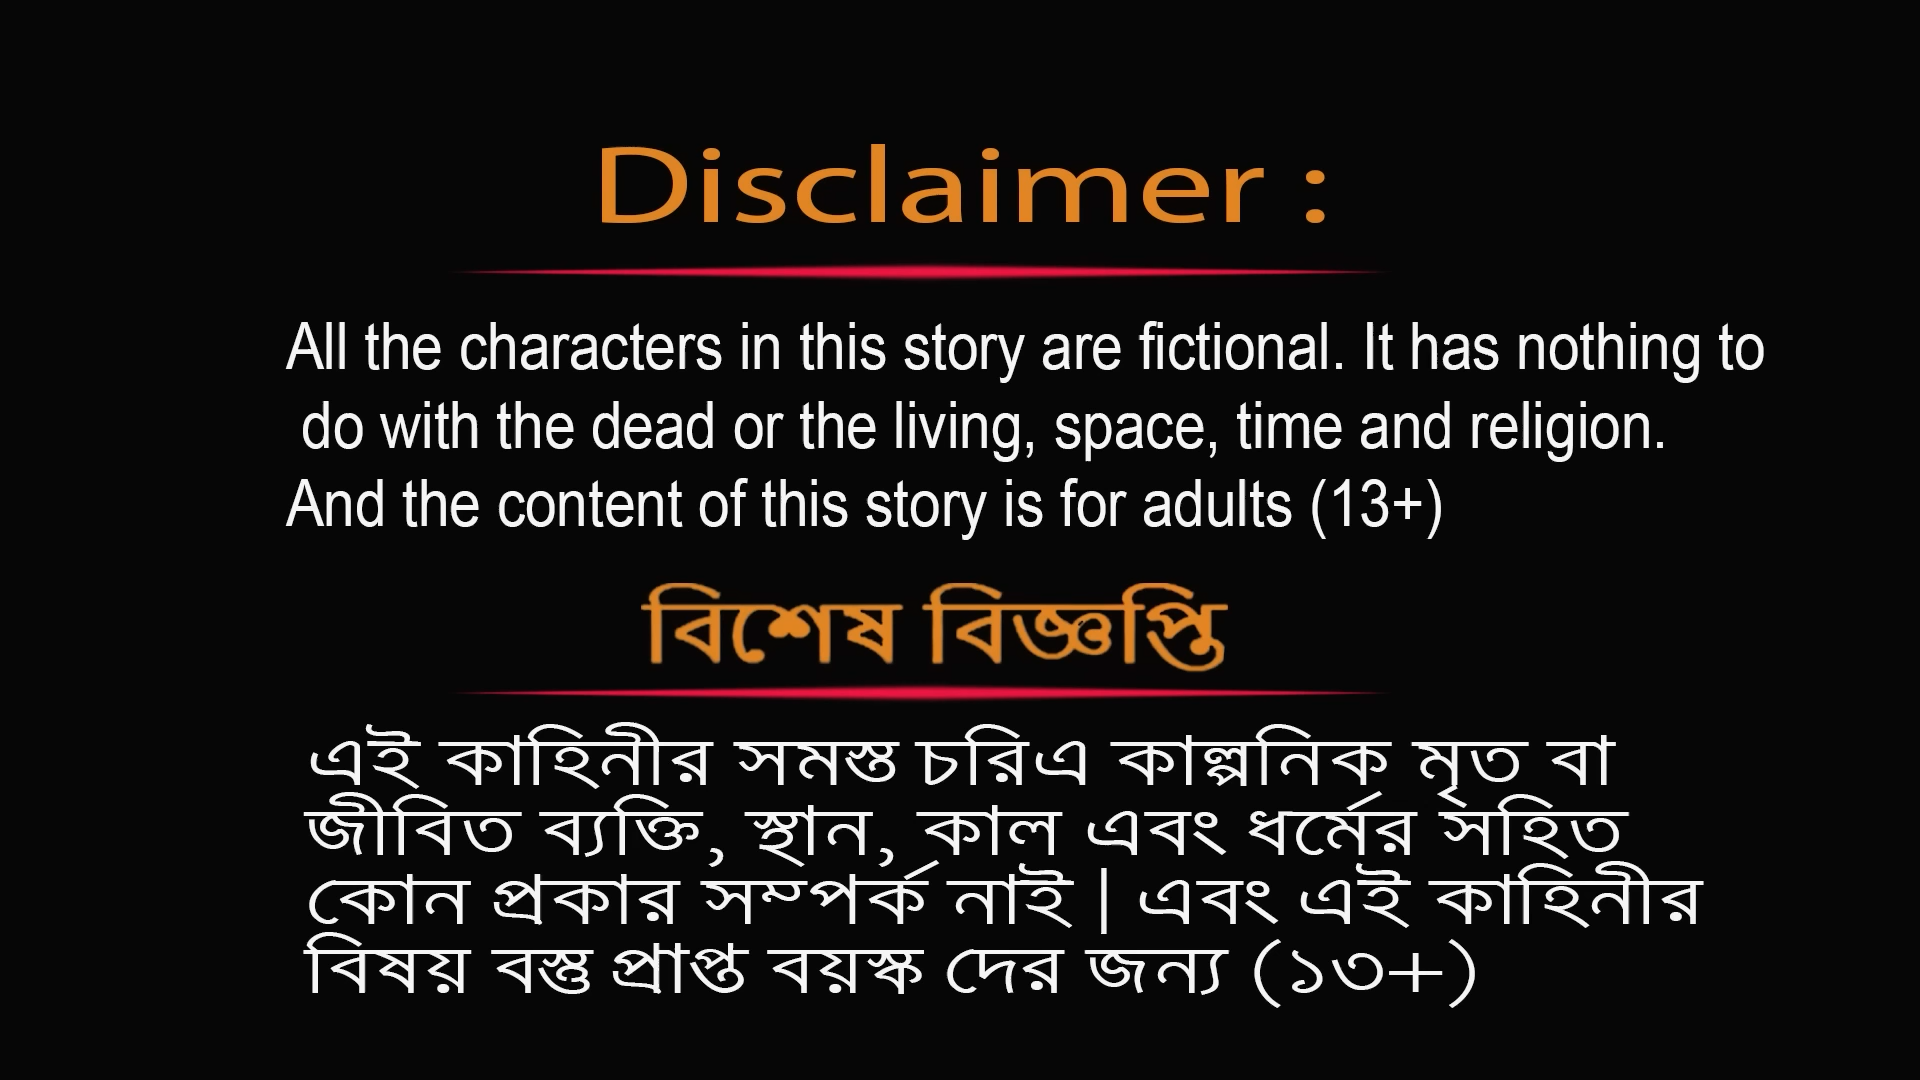 Disclaimer :
All the characters in this story are fictional. It has nothing to
do with the dead or the living, space, time and religion.
And the content of this story is for adults (13+)
বিশেষ বিজ্ঞপ্তি
এই কাহিনীর সমস্ত চরিএ কাল্পনিক মৃত বা
জীবিত ব্যক্তি, স্থান, কাল এবং ধর্মের সহিত
কোন প্রকার সম্পর্ক নাই | এবং এই কাহিনীর
বিষয় বস্তু প্রাপ্ত বয়স্ক দের জন্য (১৩+)